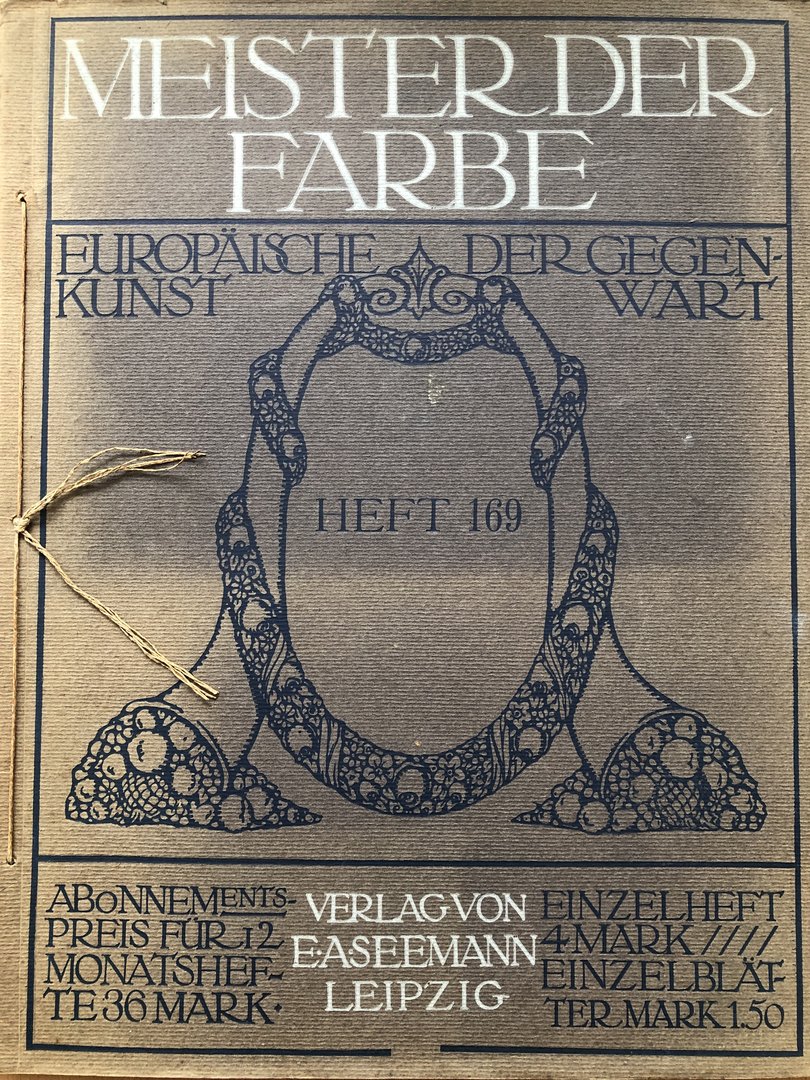 MEISTER DER
FARBE
EUROPÄISCHE DER GEGEN-
KUNST WART
HEFT 169
ABONNEMENTS-
PREIS FÜR 12
MONATSHEF-
TE 36 MARK.
VERLAG VON
E. A. SEEMANN
LEIPZIG
EINZELHEFT
4 MARK ////
EINZELBLÄT-
TER MARK 1.50